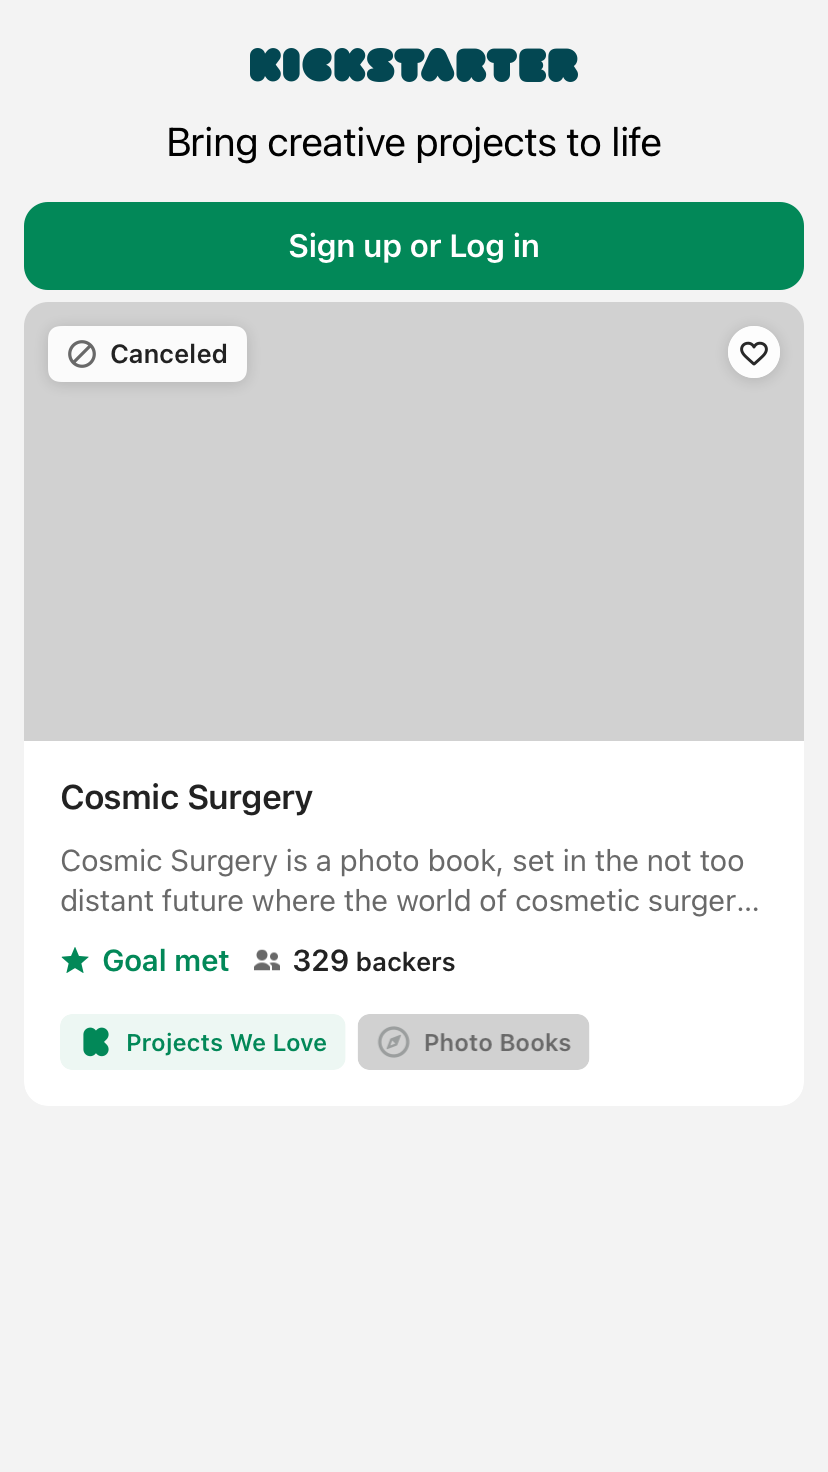 KICKSTARTER
Bring creative projects to life
Sign up or Log in
Canceled
Cosmic Surgery
Cosmic Surgery is a photo book, set in the not too
distant future where the world of cosmetic surger...
Goal met 329 backers
Projects We Love Photo Books